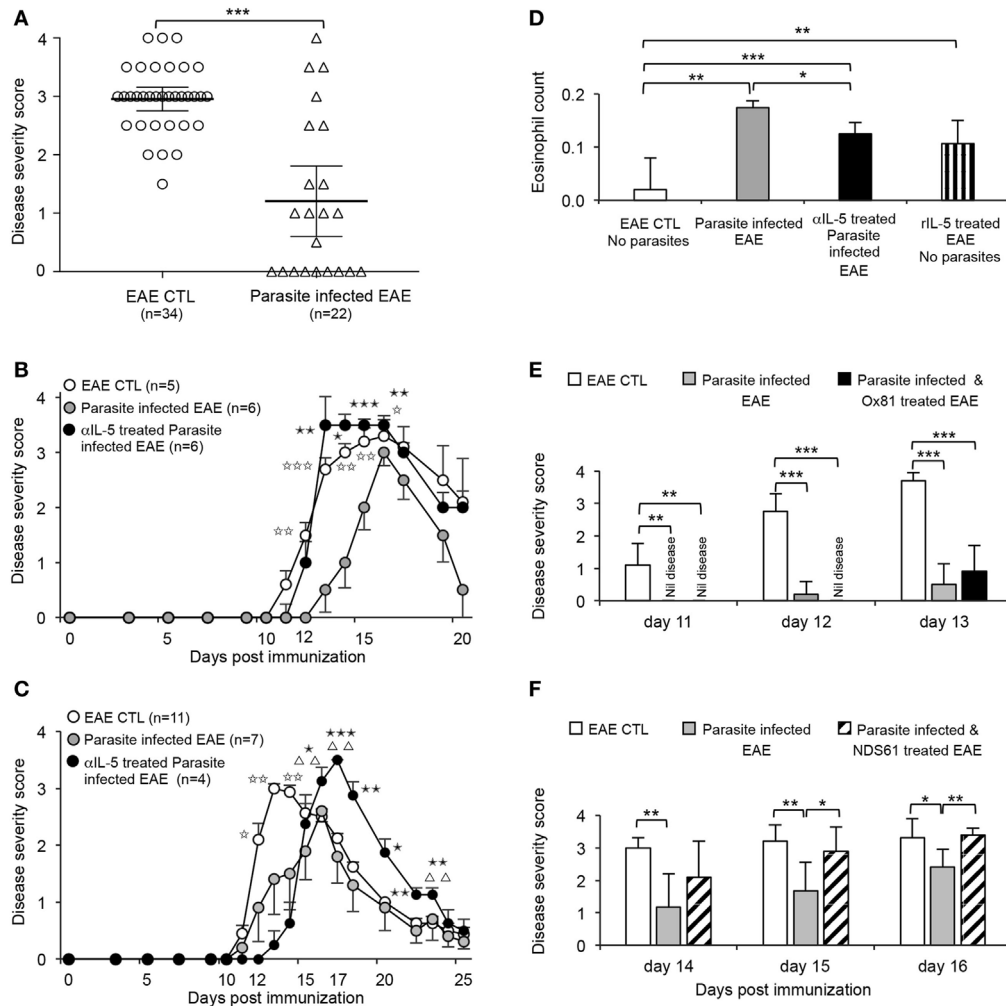 A
***
Disease severity score
4
3
2
1
0
EAE CTL
(n=34)
Parasite infected EAE
(n=22)
B
EAE CTL (n=5)
Parasite infected EAE (n=6)
αIL-5 treated Parasite
infected EAE (n=6)
Disease severity score
4
3
2
1
0
★★
★
★★★
★★
☆
☆☆☆
☆☆
☆☆
☆☆
0 5 10 12 15 20
Days post immunization
C
EAE CTL (n=11)
Parasite infected EAE (n=7)
αIL-5 treated Parasite
infected EAE (n=4)
Disease severity score
4
3
2
1
0
★★★
★
△ △
△ △
☆☆
☆☆
★★
☆
★
★★
△ △
★★
0 5 10 12 15 17 20 25
Days post immunization
D
**
***
** *
Eosinophil count
0.2
0.1
0.0
EAE CTL
No parasites
Parasite infected
EAE
αIL-5 treated
Parasite
infected
EAE
rIL-5 treated
EAE
No parasites
E
EAE CTL
Parasite infected
EAE
Parasite infected &
Ox81 treated EAE
Disease severity score
4
3
2
1
0
**
**
Nil disease
Nil disease
***
***
Nil disease
***
***
day 11 day 12 day 13
F
EAE CTL
Parasite infected
EAE
Parasite infected &
NDS61 treated EAE
Disease severity score
4
3
2
1
0
**
** *
* **
day 14 day 15 day 16
Days post immunization